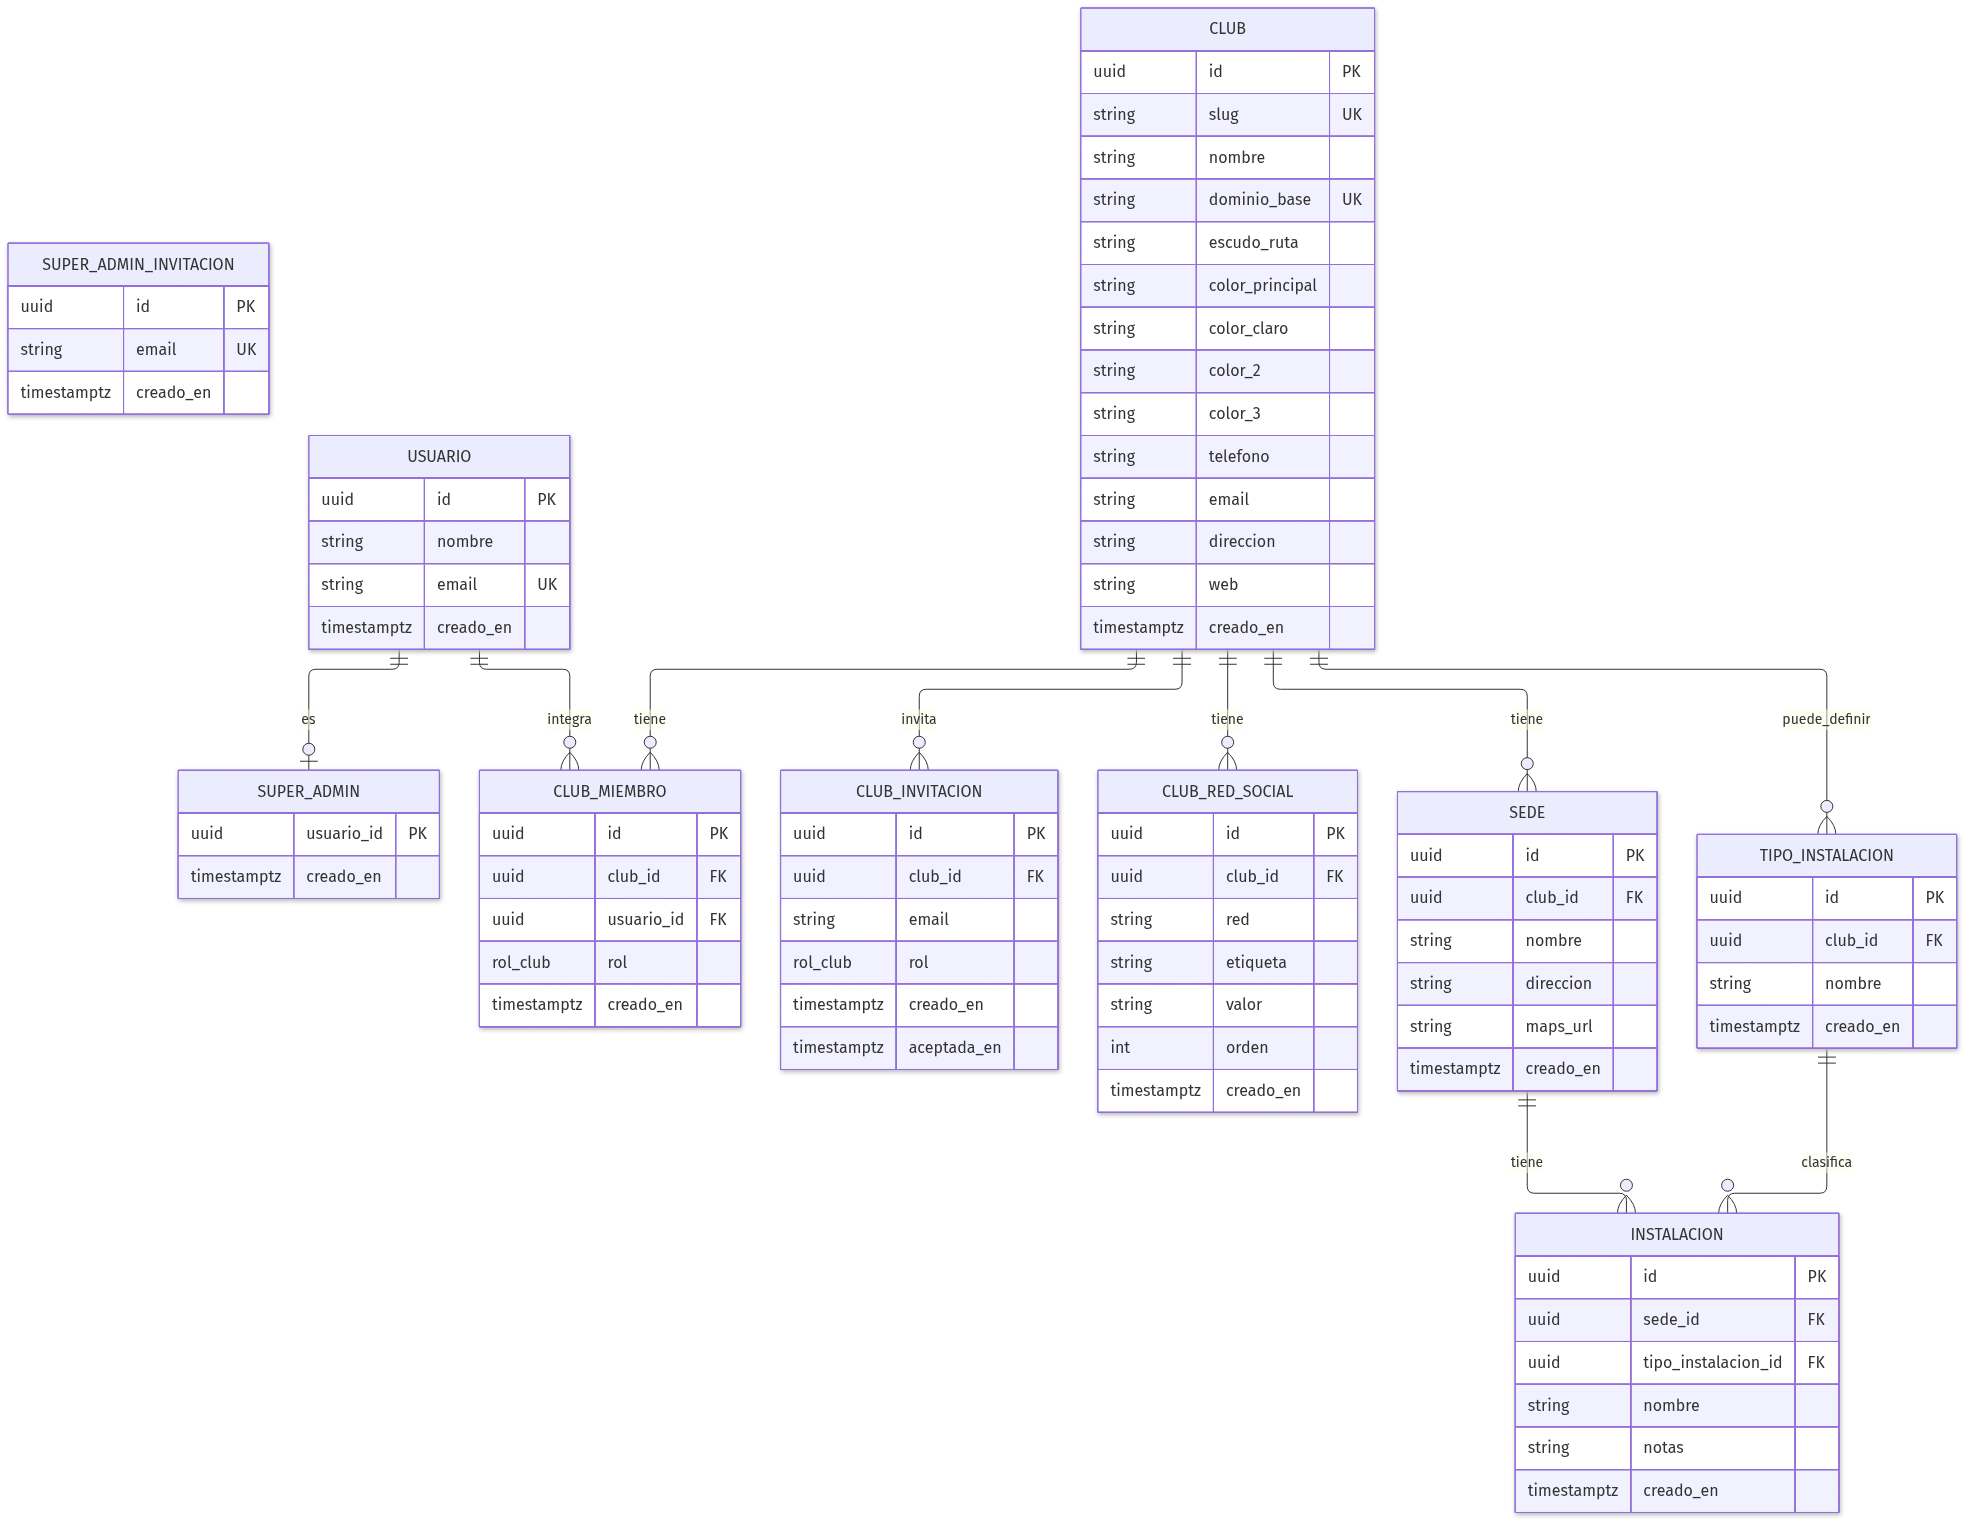 CLUB
uuid id PK
string slug UK
string nombre
string dominio_base UK
string escudo_ruta
string color_principal
string color_claro
string color_2
string color_3
string telefono
string email
string direccion
string web
timestamptz creado_en
SUPER_ADMIN_INVITACION
uuid id PK
string email UK
timestamptz creado_en
USUARIO
uuid id PK
string nombre
string email UK
timestamptz creado_en
es
integra
tiene
invita
tiene
tiene
puede_definir
SUPER_ADMIN
uuid usuario_id PK
timestamptz creado_en
CLUB_MIEMBRO
uuid id PK
uuid club_id FK
uuid usuario_id FK
rol_club rol
timestamptz creado_en
CLUB_INVITACION
uuid id PK
uuid club_id FK
string email
rol_club rol
timestamptz creado_en
timestamptz aceptada_en
CLUB_RED_SOCIAL
uuid id PK
uuid club_id FK
string red
string etiqueta
string valor
int orden
timestamptz creado_en
SEDE
uuid id PK
uuid club_id FK
string nombre
string direccion
string maps_url
timestamptz creado_en
TIPO_INSTALACION
uuid id PK
uuid club_id FK
string nombre
timestamptz creado_en
tiene
clasifica
INSTALACION
uuid id PK
uuid sede_id FK
uuid tipo_instalacion_id FK
string nombre
string notas
timestamptz creado_en